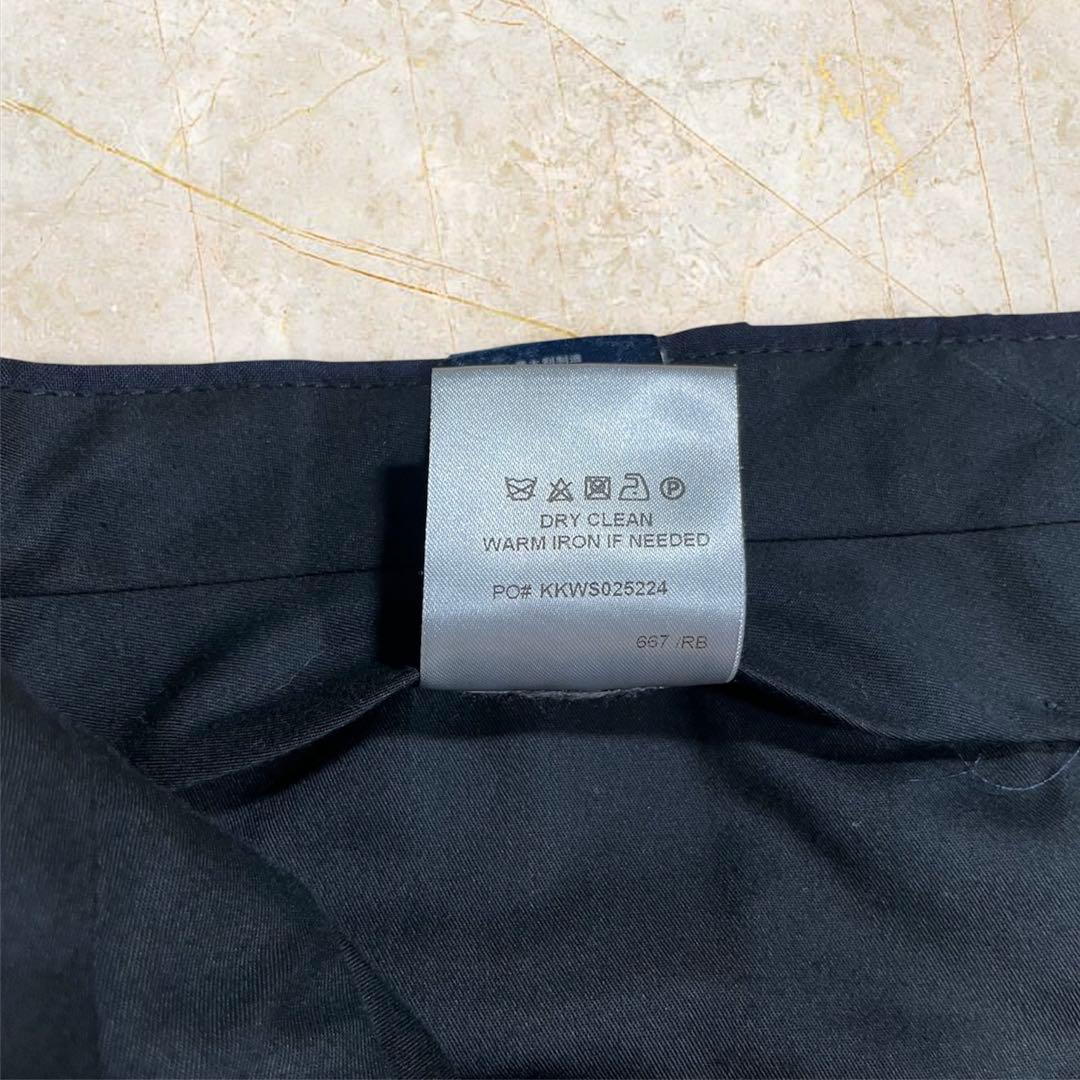 DRY CLEAN
WARM IRON IF NEEDED
PO# KKWS025224
667 /RB